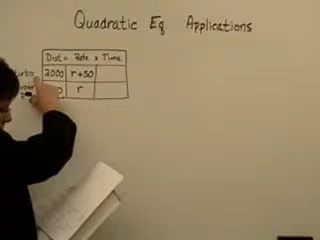 Quadratic Eq. Applications
Dist = Rate x Time
2000 r+50
r